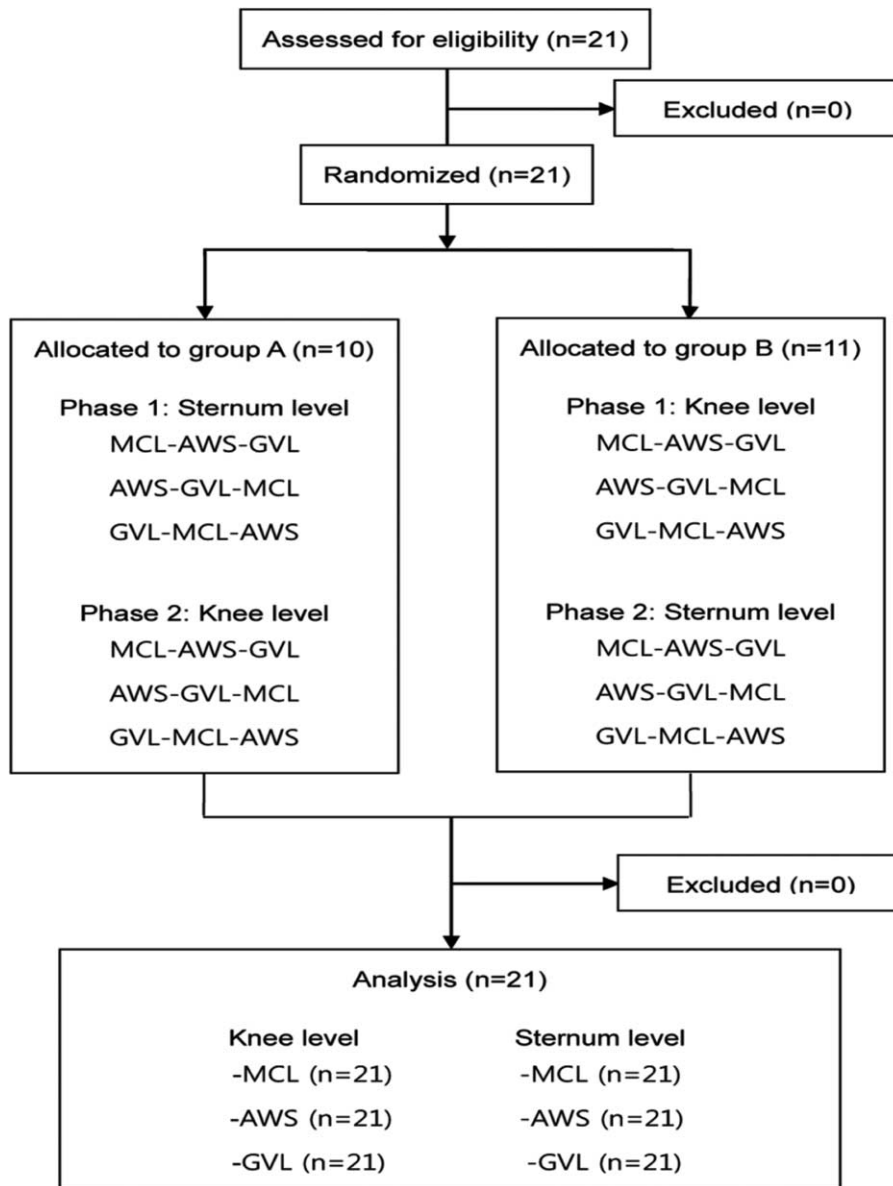 Assessed for eligibility (n=21)
Excluded (n=0)
Randomized (n=21)
Allocated to group A (n=10)
Phase 1: Sternum level
MCL-AWS-GVL
AWS-GVL-MCL
GVL-MCL-AWS
Phase 2: Knee level
MCL-AWS-GVL
AWS-GVL-MCL
GVL-MCL-AWS
Allocated to group B (n=11)
Phase 1: Knee level
MCL-AWS-GVL
AWS-GVL-MCL
GVL-MCL-AWS
Phase 2: Sternum level
MCL-AWS-GVL
AWS-GVL-MCL
GVL-MCL-AWS
Excluded (n=0)
Analysis (n=21)
Knee level
-MCL (n=21)
-AWS (n=21)
-GVL (n=21)
Sternum level
-MCL (n=21)
-AWS (n=21)
-GVL (n=21)